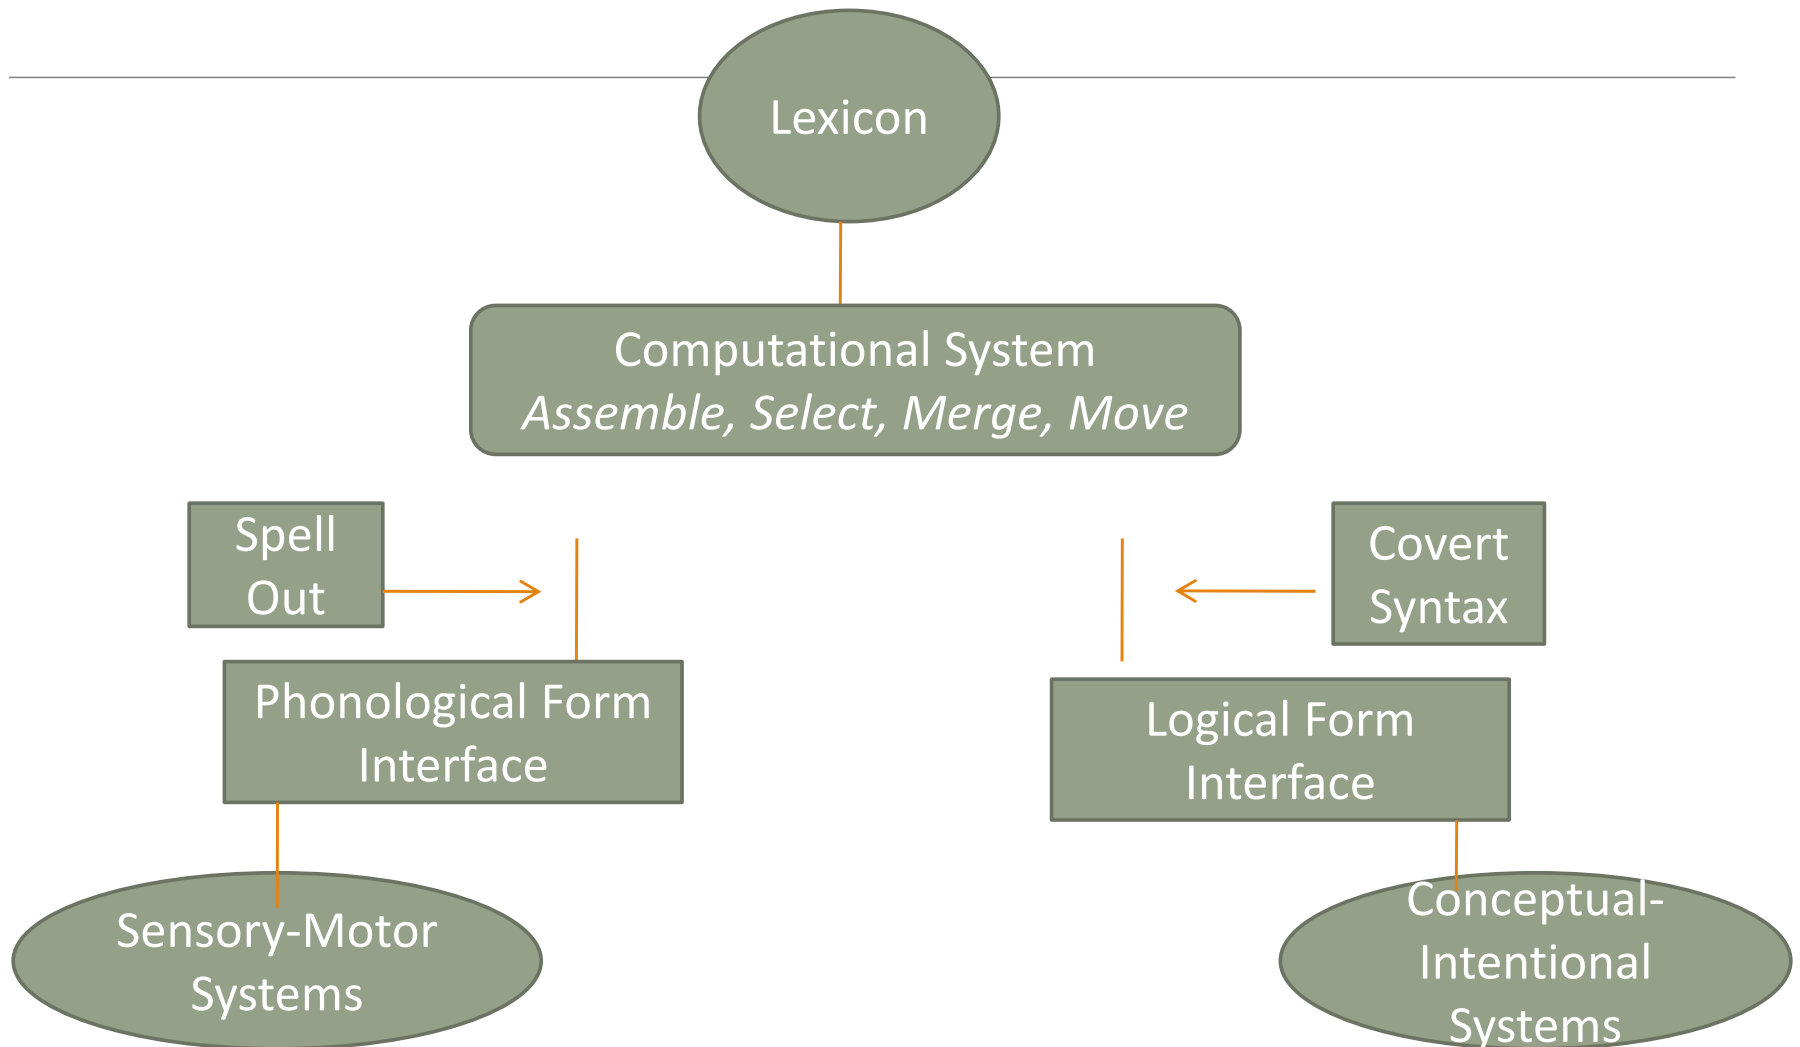 Lexicon
Computational System
Assemble, Select, Merge, Move
Spell
Out
Covert
Syntax
Phonological Form
Interface
Logical Form
Interface
Sensory-Motor
Systems
Conceptual-
Intentional
Systems